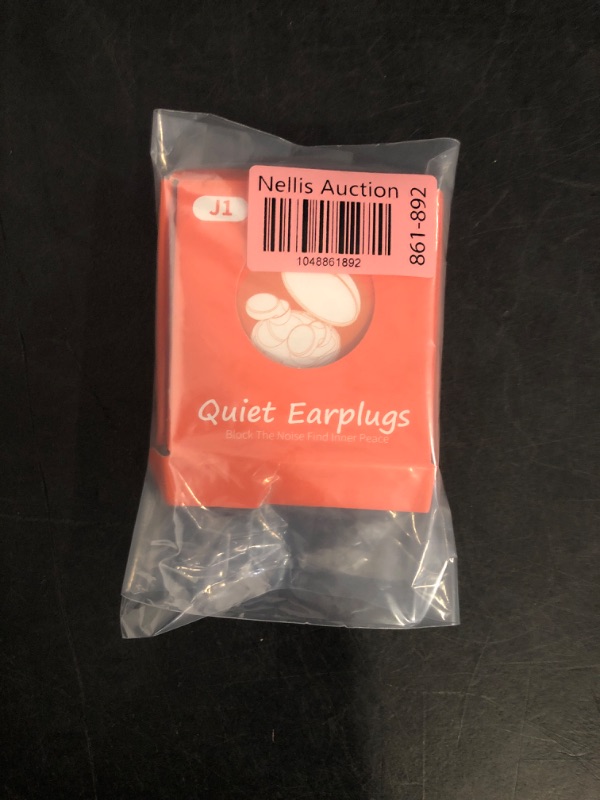 J1
Nellis Auction
1048861892
861-892
Quiet Earplugs
Block The Noise Find Inner Peace